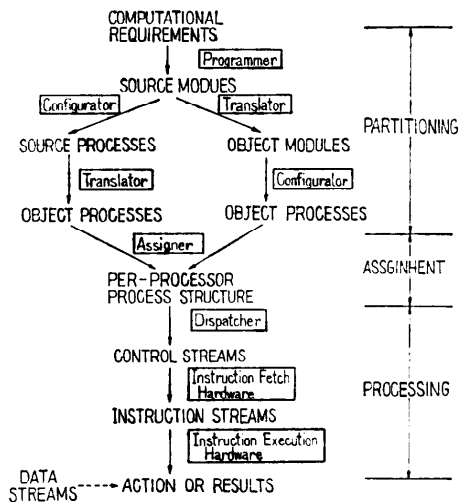 COMPUTATIONAL
REQUIREMENTS
Programmer
SOURCE MODUES
Configurator
Translator
PARTITIONING
SOURCE PROCESSES
OBJECT MODULES
Translator
Configurator
OBJECT PROCESSES
OBJECT PROCESSES
Assigner
ASSGINHENT
PER-PROCESSOR
PROCESS STRUCTURE
Dispatcher
CONTROL STREAMS
Instruction Fetch
Hardware
PROCESSING
INSTRUCTION STREAMS
Instruction Execution
Hardware
DATA
STREAMS
ACTION OR RESULTS